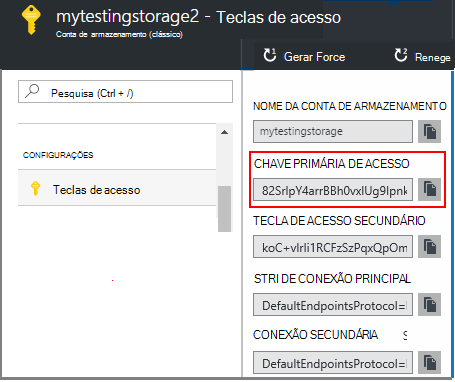 mytestingstorage2 - Teclas de acesso
Conta de armazenamento (clássico)
Gerar Force
Renege
Pesquisa (Ctrl + /)
CONFIGURAÇÕES
Teclas de acesso
NOME DA CONTA DE ARMAZENAMENTO
mytestingstorage
CHAVE PRIMÁRIA DE ACESSO
82SrlpY4arrBBh0vxIUg9Ipnk
TECLA DE ACESSO SECUNDÁRIO
koC+vlrIi1RCFzSzPqxQpOm
STRI DE CONEXÃO PRINCIPAL
DefaultEndpointsProtocol=
CONEXÃO SECUNDÁRIA S
DefaultEndpointsProtocol=